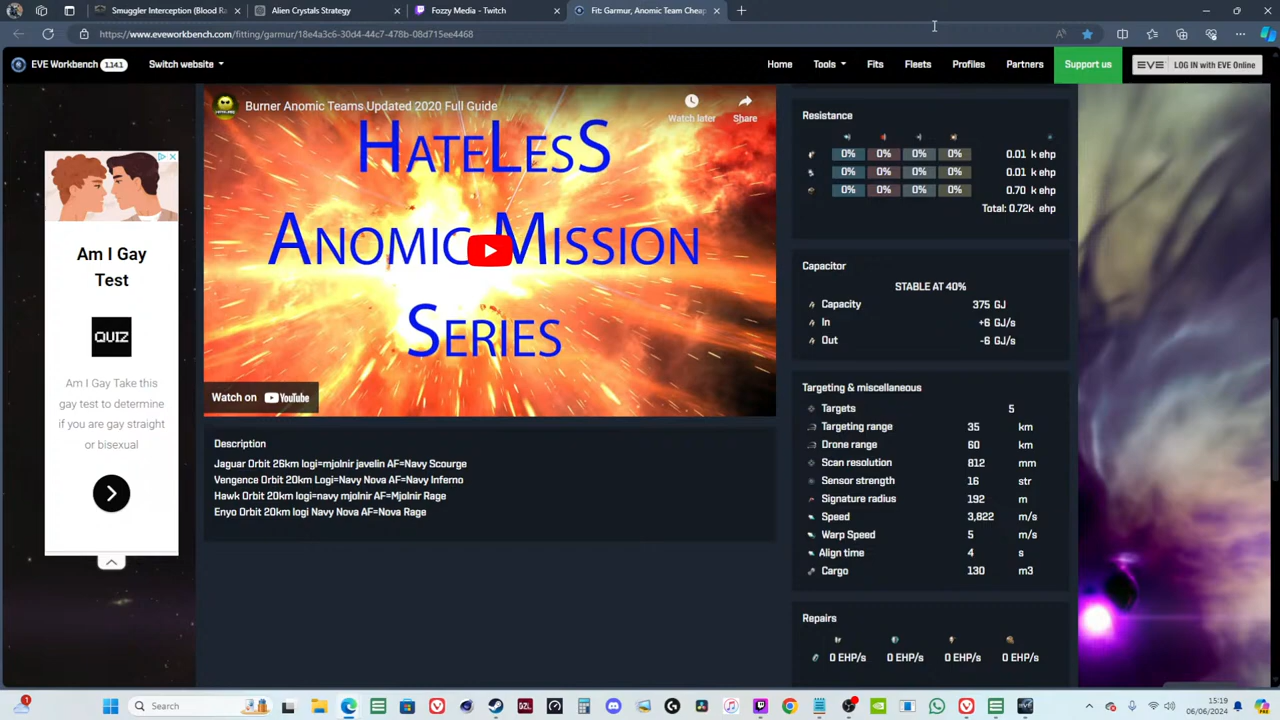 Smuggler Interception (Blood Ra
Alien Crystals Strategy
Fozzy Media - Twitch
Fit: Garmur, Anomic Team Cheap
https://www.eveworkbench.com/fitting/garmur/18e4a3c6-30d4-44c7-478b-08d715ee4468
EVE Workbench 1.14.1
Switch website
Home
Tools
Fits
Fleets
Profiles
Partners
Support us
EVE LOG IN with EVE Online
Am I Gay
Test
QUIZ
Am I Gay Take this
gay test to determine
if you are gay straight
or bisexual
Burner Anomic Teams Updated 2020 Full Guide
Watch later
Share
HateLesS
Anomic Mission
Series
Watch on YouTube
Description
Jaguar Orbit 26km logi=mjolnir javelin AF=Navy Scourge
Vengence Orbit 20km Logi=Navy Nova AF=Navy Inferno
Hawk Orbit 20km logi=navy mjolnir AF=Mjolnir Rage
Enyo Orbit 20km logi Navy Nova AF=Nova Rage
Resistance
0% 0% 0% 0% 0.01 k ehp
0% 0% 0% 0% 0.01 k ehp
0% 0% 0% 0% 0.70 k ehp
Total: 0.72k ehp
Capacitor
STABLE AT 40%
Capacity 375 GJ
In +6 GJ/s
Out -6 GJ/s
Targeting & miscellaneous
Targets 5
Targeting range 35 km
Drone range 60 km
Scan resolution 812 mm
Sensor strength 16 str
Signature radius 192 m
Speed 3,822 m/s
Warp Speed 5 m/s
Align time 4 s
Cargo 130 m3
Repairs
0 EHP/s 0 EHP/s 0 EHP/s 0 EHP/s
1
Search
15:19
06/06/2024